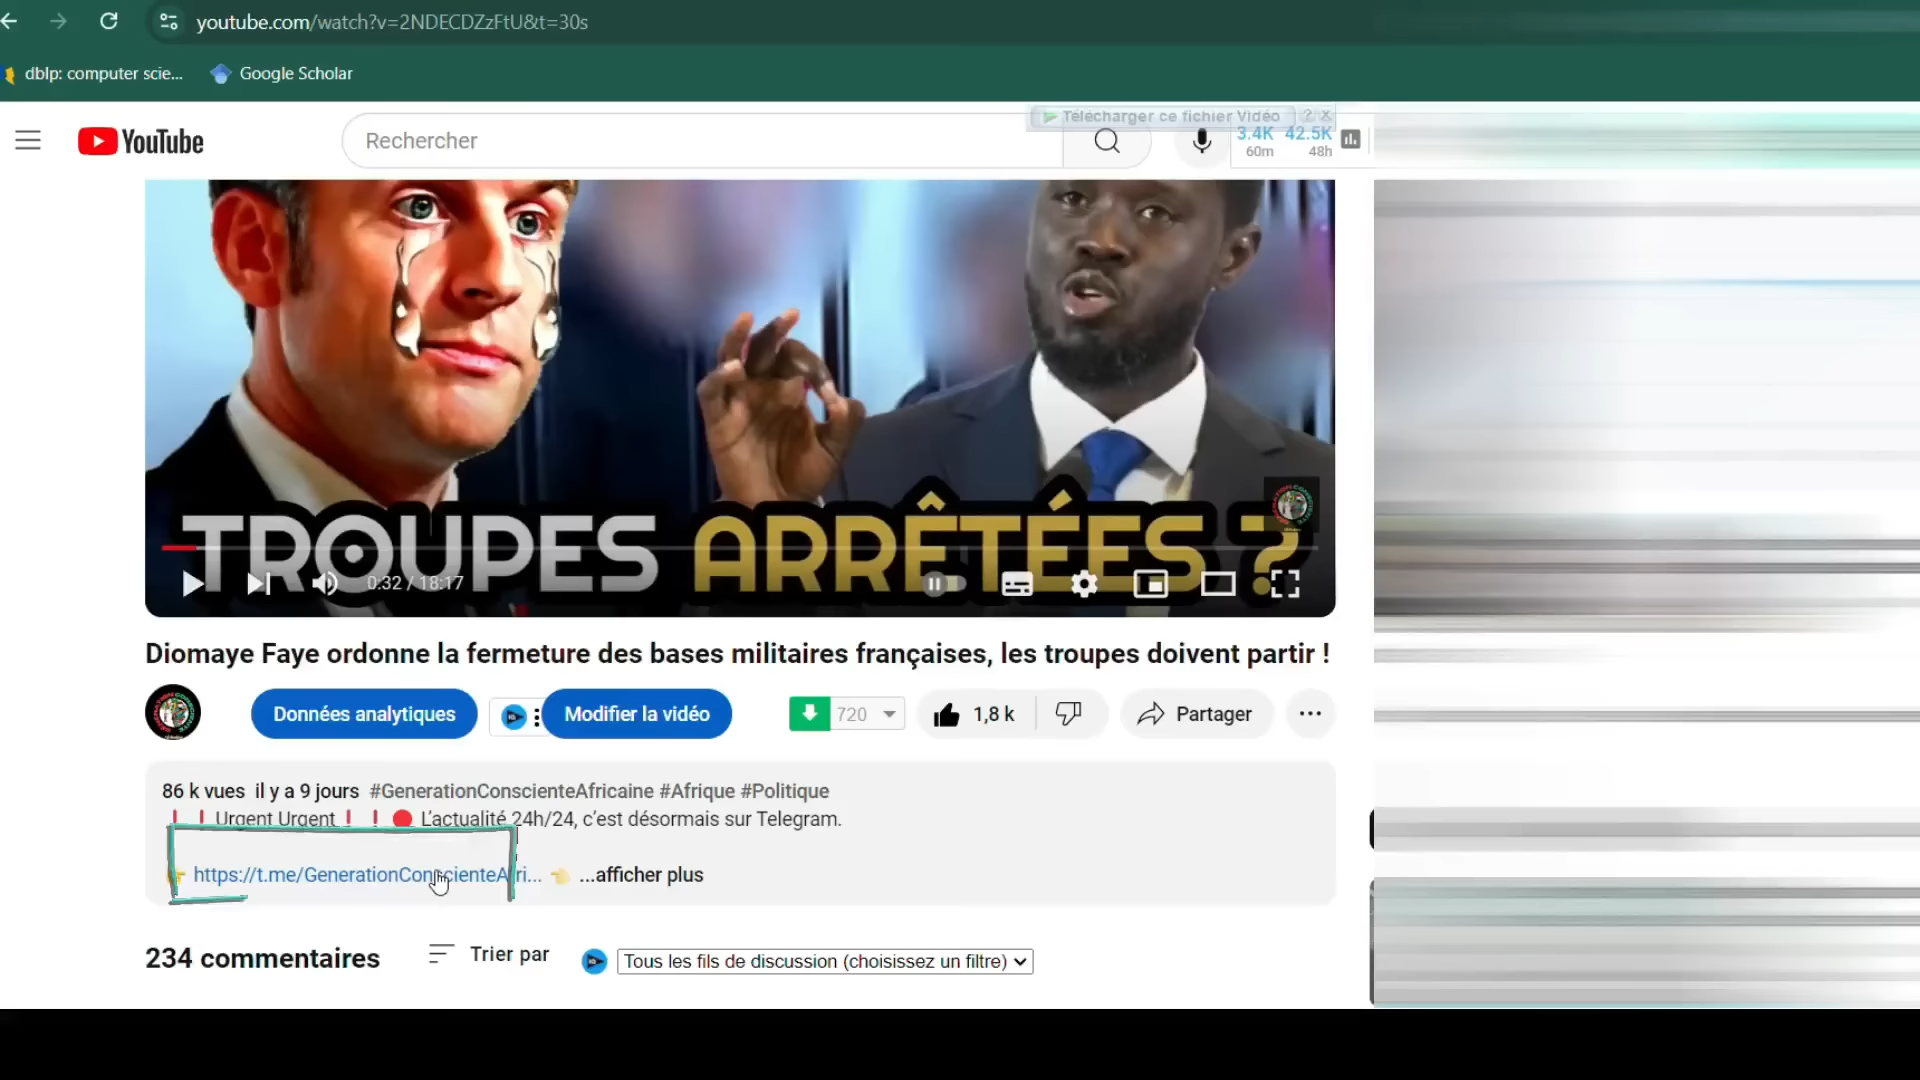 youtube.com/watch?v=2NDECDZzFtU&t=30s
dblp: computer scie...
Google Scholar
YouTube
Rechercher
Télécharger ce fichier Vidéo ? X
3.4K 42.5K
60m 48h
TROUPES ARRÊTÉES ?
0:32 / 18:17
Diomaye Faye ordonne la fermeture des bases militaires françaises, les troupes doivent partir !
Données analytiques
Modifier la vidéo
720
1,8 k
Partager
86 k vues il y a 9 jours #GenerationConscienteAfricaine #Afrique #Politique
❗❗Urgent Urgent❗❗🔴 L'actualité 24h/24, c'est désormais sur Telegram.
👉 https://t.me/GenerationConscienteAfri... 👈 ...afficher plus
234 commentaires
Trier par
Tous les fils de discussion (choisissez un filtre)